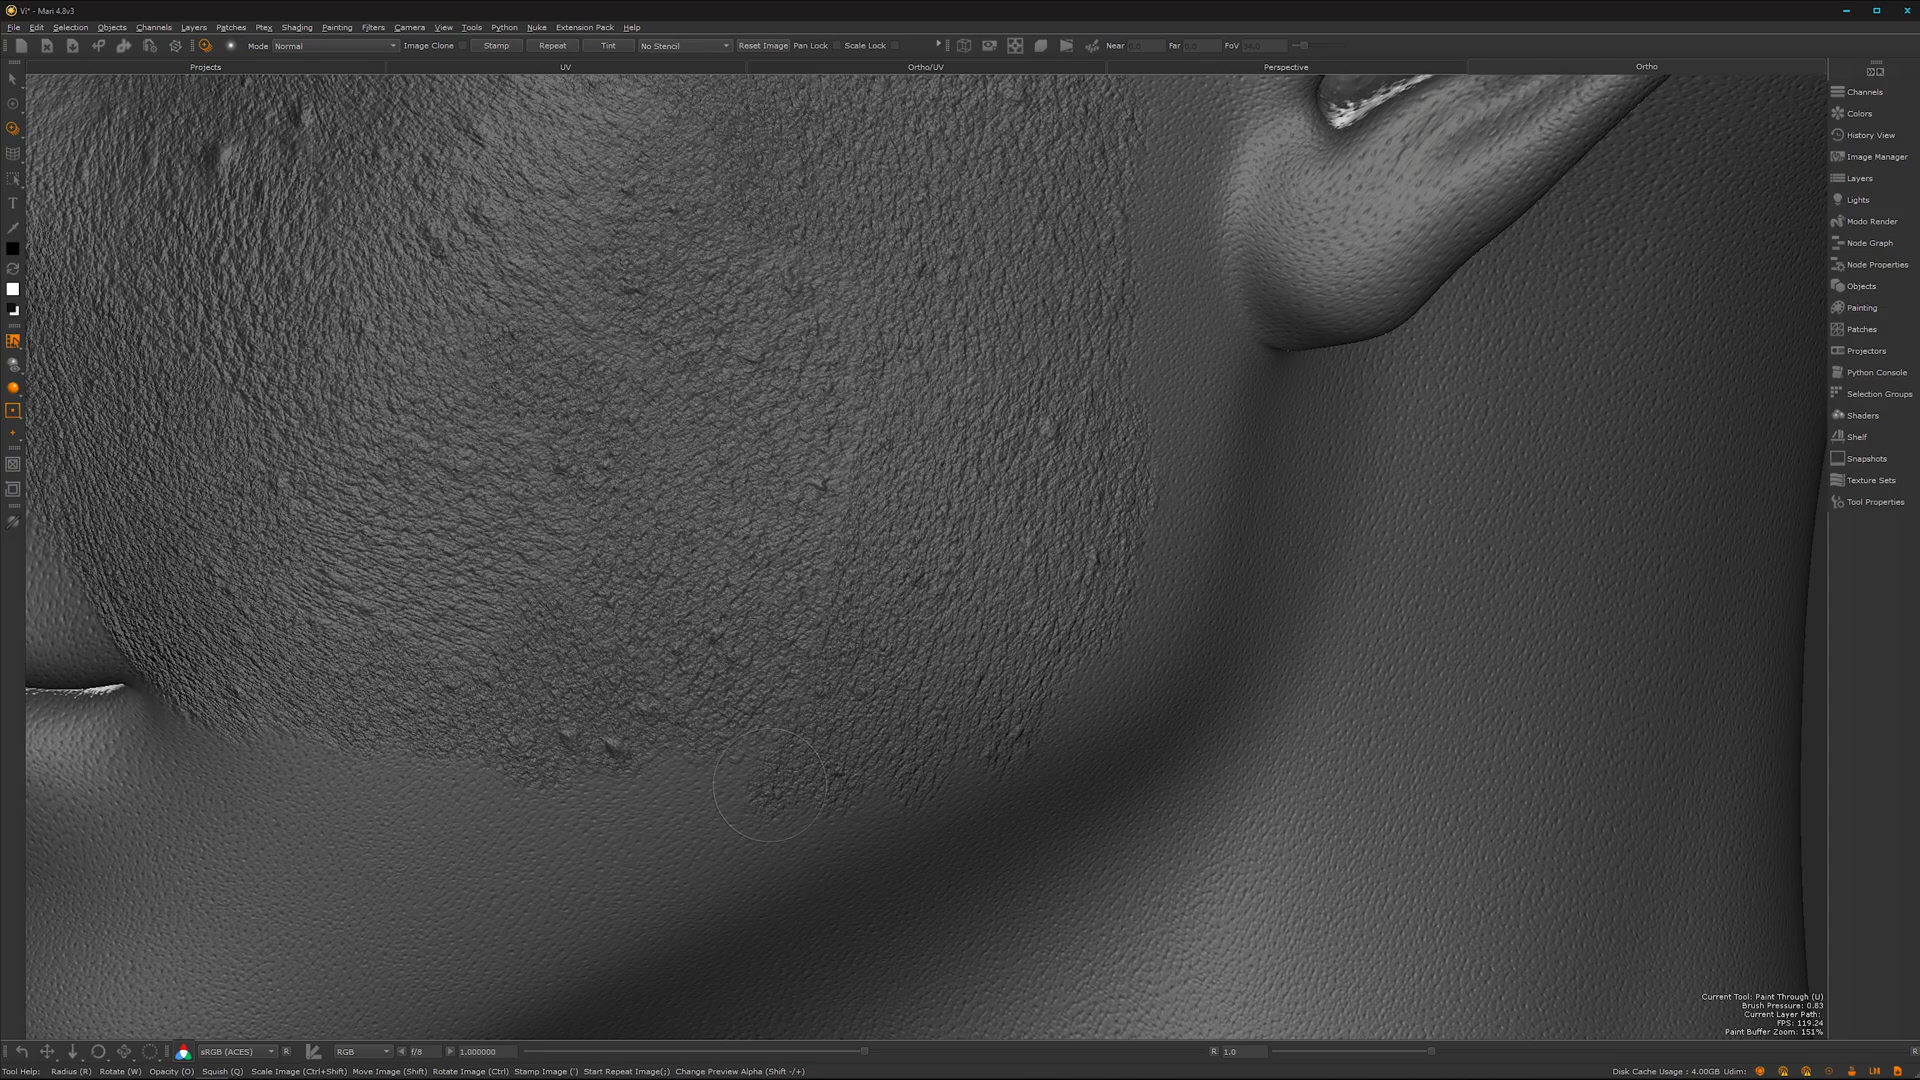 Vi* - Mari 4.8v3
File Edit Selection Objects Channels Layers Patches Ptex Shading Painting Filters Camera View Tools Python Nuke Extension Pack Help
Mode Normal Image Clone Stamp Repeat Tint No Stencil Reset Image Pan Lock Scale Lock Near Far FoV
Projects UV Ortho/UV Perspective Ortho
Channels
Colors
History View
Image Manager
Layers
Lights
Modo Render
Node Graph
Node Properties
Objects
Painting
Patches
Projectors
Python Console
Selection Groups
Shaders
Shelf
Snapshots
Texture Sets
Tool Properties
Current Tool: Paint Through (U)
Brush Pressure: 0.83
Current Layer Path:
FPS: 119.24
Paint Buffer Zoom: 151%
sRGB (ACES) R RGB f/8 1.000000 R 1.0 R
Tool Help: Radius (R) Rotate (W) Opacity (O) Squish (Q) Scale Image (Ctrl+Shift) Move Image (Shift) Rotate Image (Ctrl) Stamp Image (') Start Repeat Image(;) Change Preview Alpha (Shift -/+) Disk Cache Usage : 4.00GB Udim: